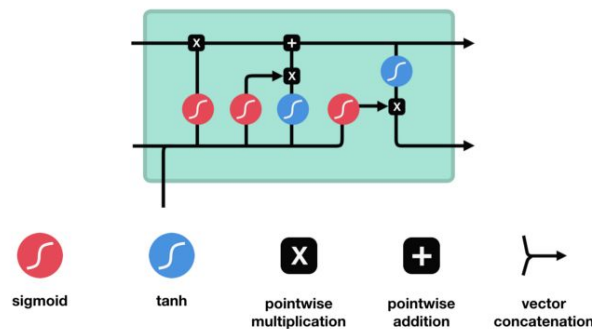 X
+
X
X
X
+
sigmoid
tanh
pointwise
multiplication
pointwise
addition
vector
concatenation